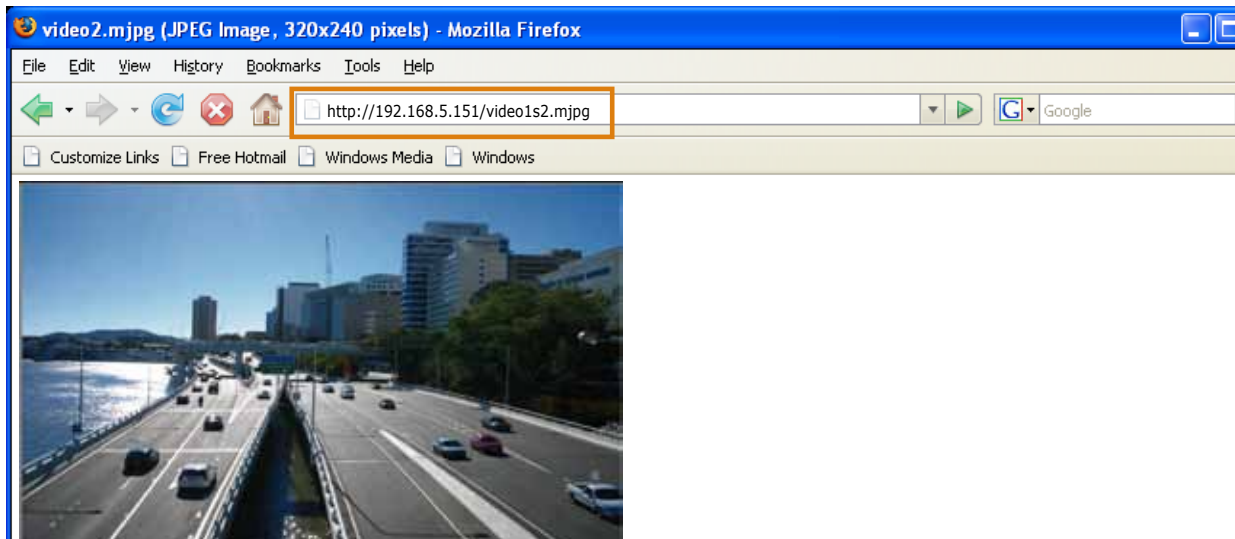 video2.mjpg (JPEG Image, 320x240 pixels) - Mozilla Firefox
File Edit View History Bookmarks Tools Help
http://192.168.5.151/video1s2.mjpg G Google
Customize Links Free Hotmail Windows Media Windows